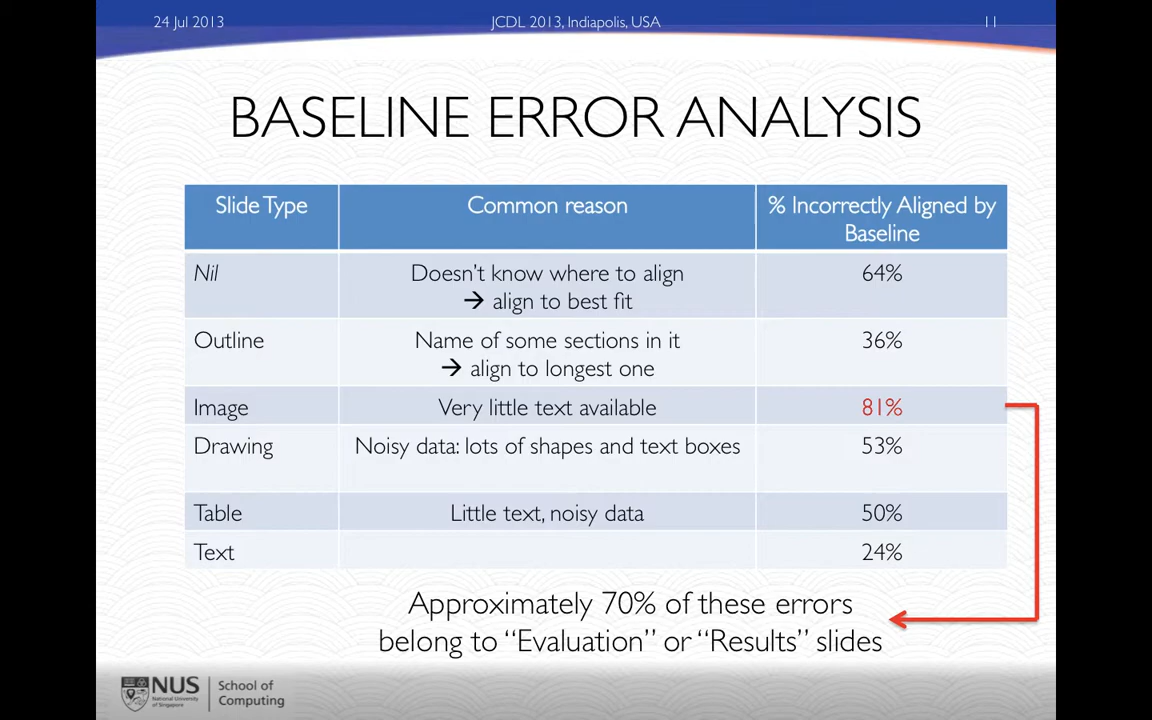 24 Jul 2013 JCDL 2013, Indiapolis, USA 11
BASELINE ERROR ANALYSIS
Slide Type Common reason % Incorrectly Aligned by
Baseline
Nil Doesn't know where to align 64%
→ align to best fit
Outline Name of some sections in it 36%
→ align to longest one
Image Very little text available 81%
Drawing Noisy data: lots of shapes and text boxes 53%
Table Little text, noisy data 50%
Text 24%
Approximately 70% of these errors
belong to “Evaluation” or “Results” slides
NUS
National University
of Singapore
School of
Computing